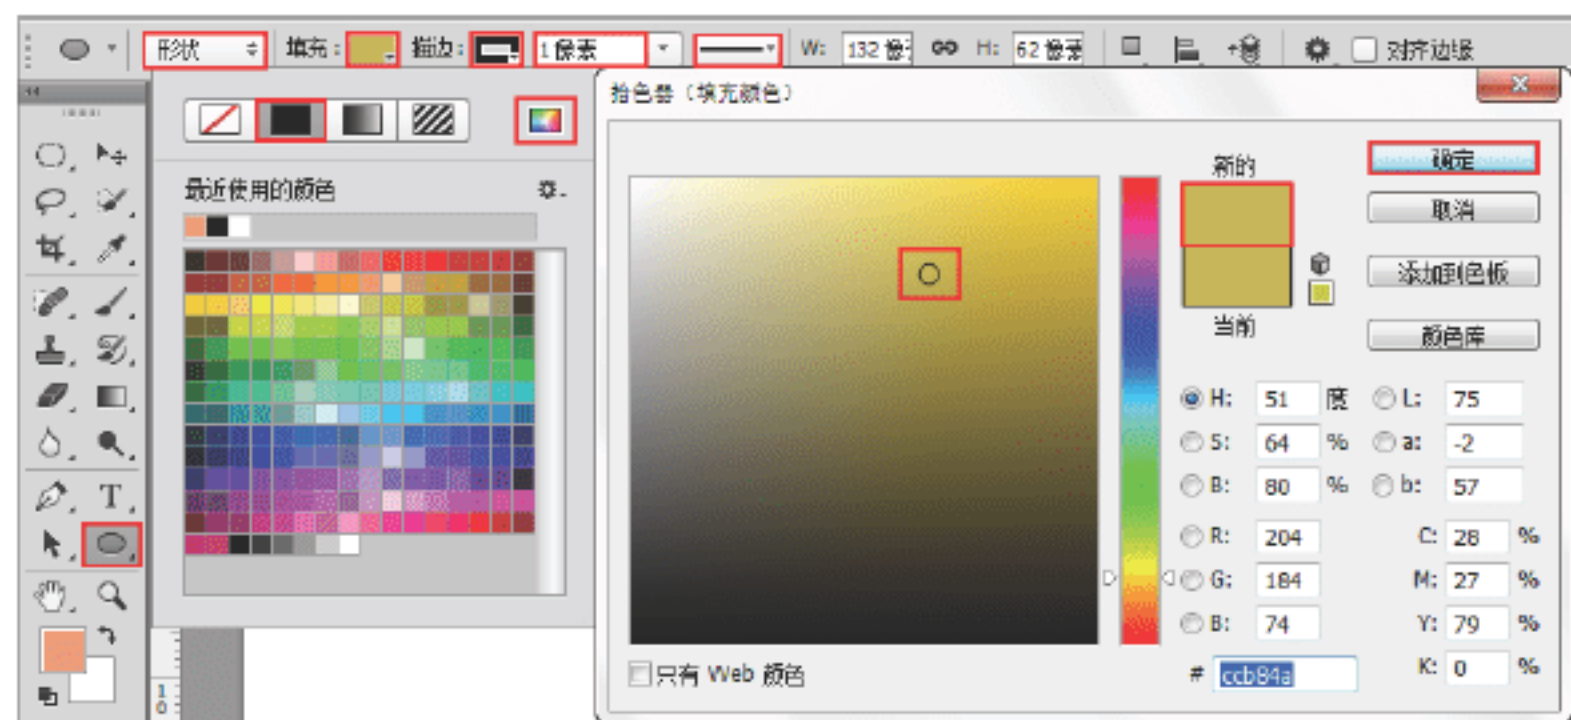 形状 填充: 描边: 1 像素 W: 132 像 H: 62 像素 对齐边缘
拾色器（填充颜色）
最近使用的颜色
新的
当前
确定
取消
添加到色板
颜色库
H: 51 度 L: 75
S: 64 % a: -2
B: 80 % b: 57
R: 204 C: 28 %
G: 184 M: 27 %
B: 74 Y: 79 %
# ccb84a K: 0 %
只有 Web 颜色
T
1
0